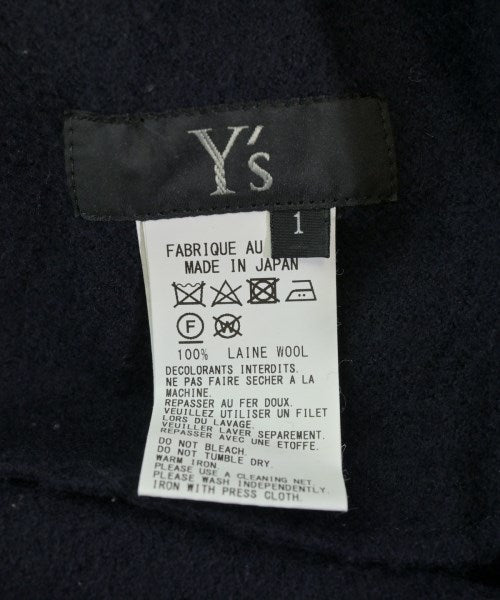 Y's
1
FABRIQUE AU
MADE IN JAPAN
F W
100% LAINE WOOL
DECOLORANTS INTERDITS.
NE PAS FAIRE SECHER A LA
MACHINE.
REPASSER AU FER DOUX.
VEUILLEZ UTILISER UN FILET
LORS DU LAVAGE.
VEUILLER LAVER SEPAREMENT.
REPASSER AVEC UNE ETOFFE.
DO NOT BLEACH.
DO NOT TUMBLE DRY.
WARM IRON.
PLEASE USE A CLEANING NET.
PLEASE WASH INDEPENDENTLY.
IRON WITH PRESS CLOTH.